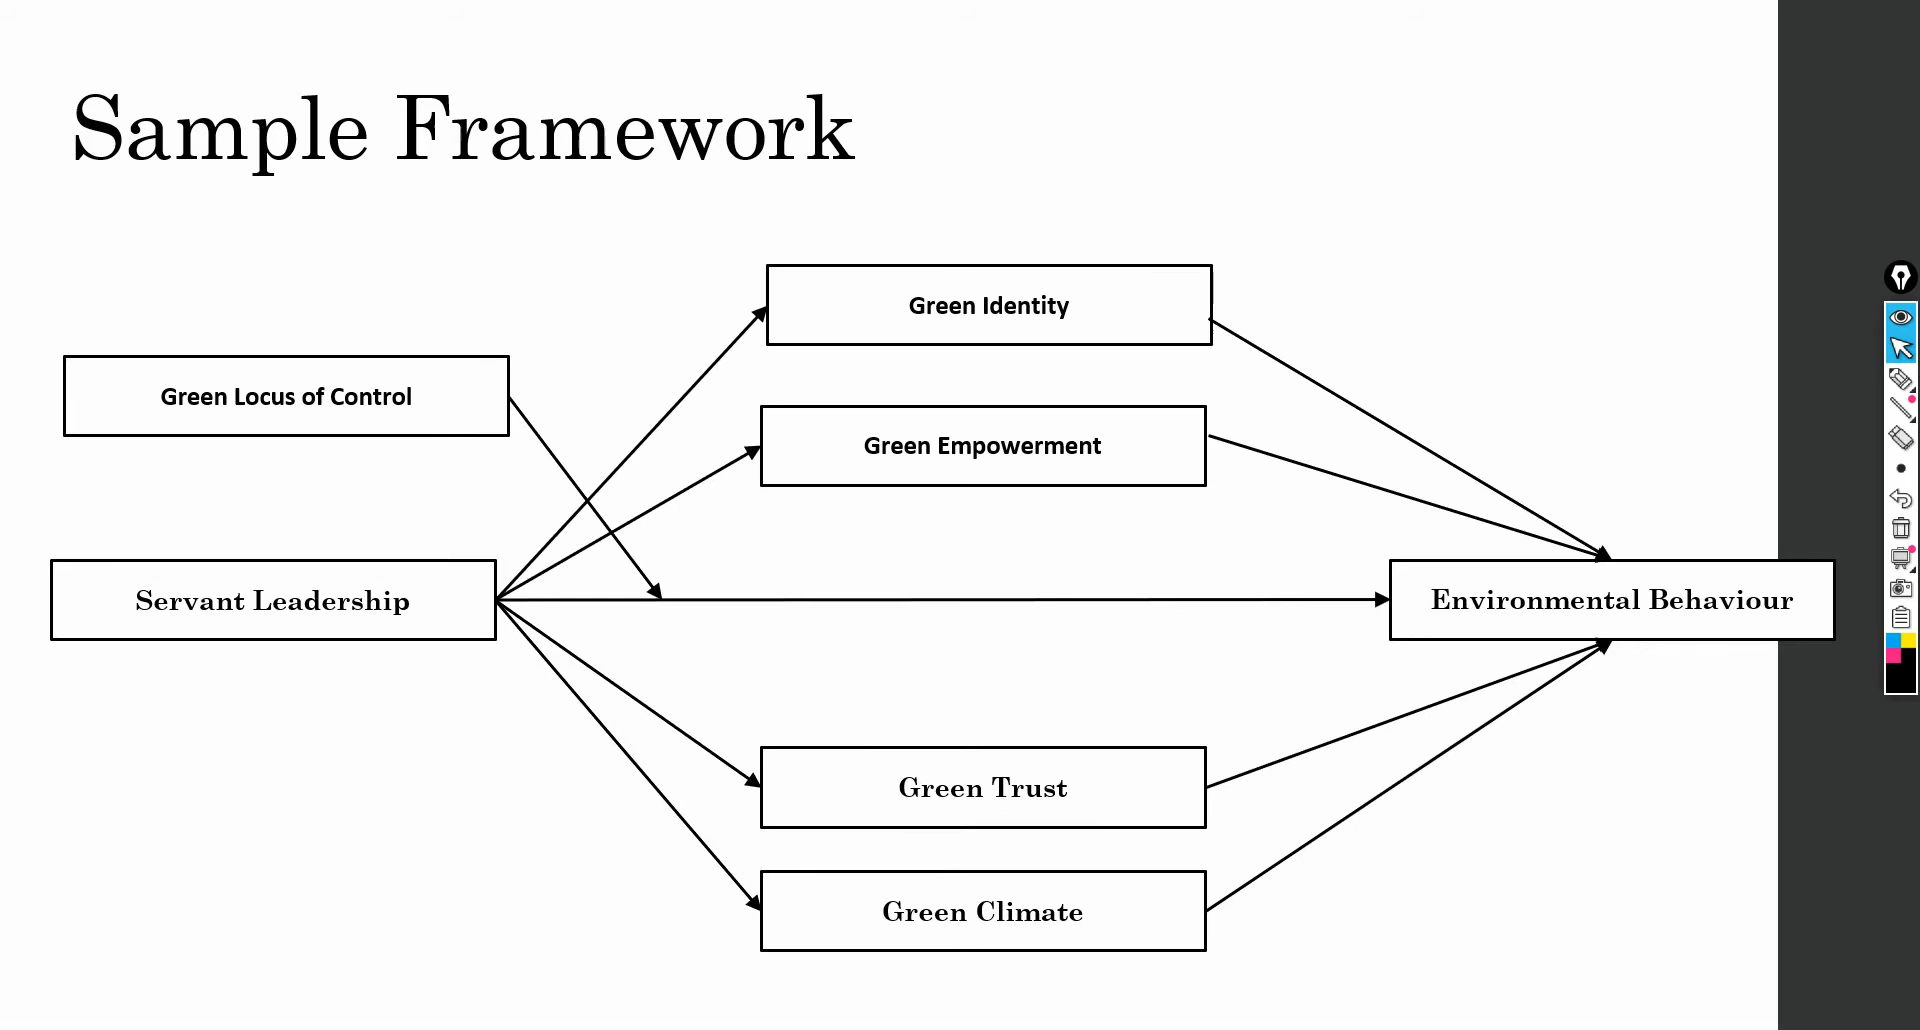 Sample Framework
Green Identity
Green Locus of Control
Green Empowerment
Servant Leadership
Environmental Behaviour
Green Trust
Green Climate